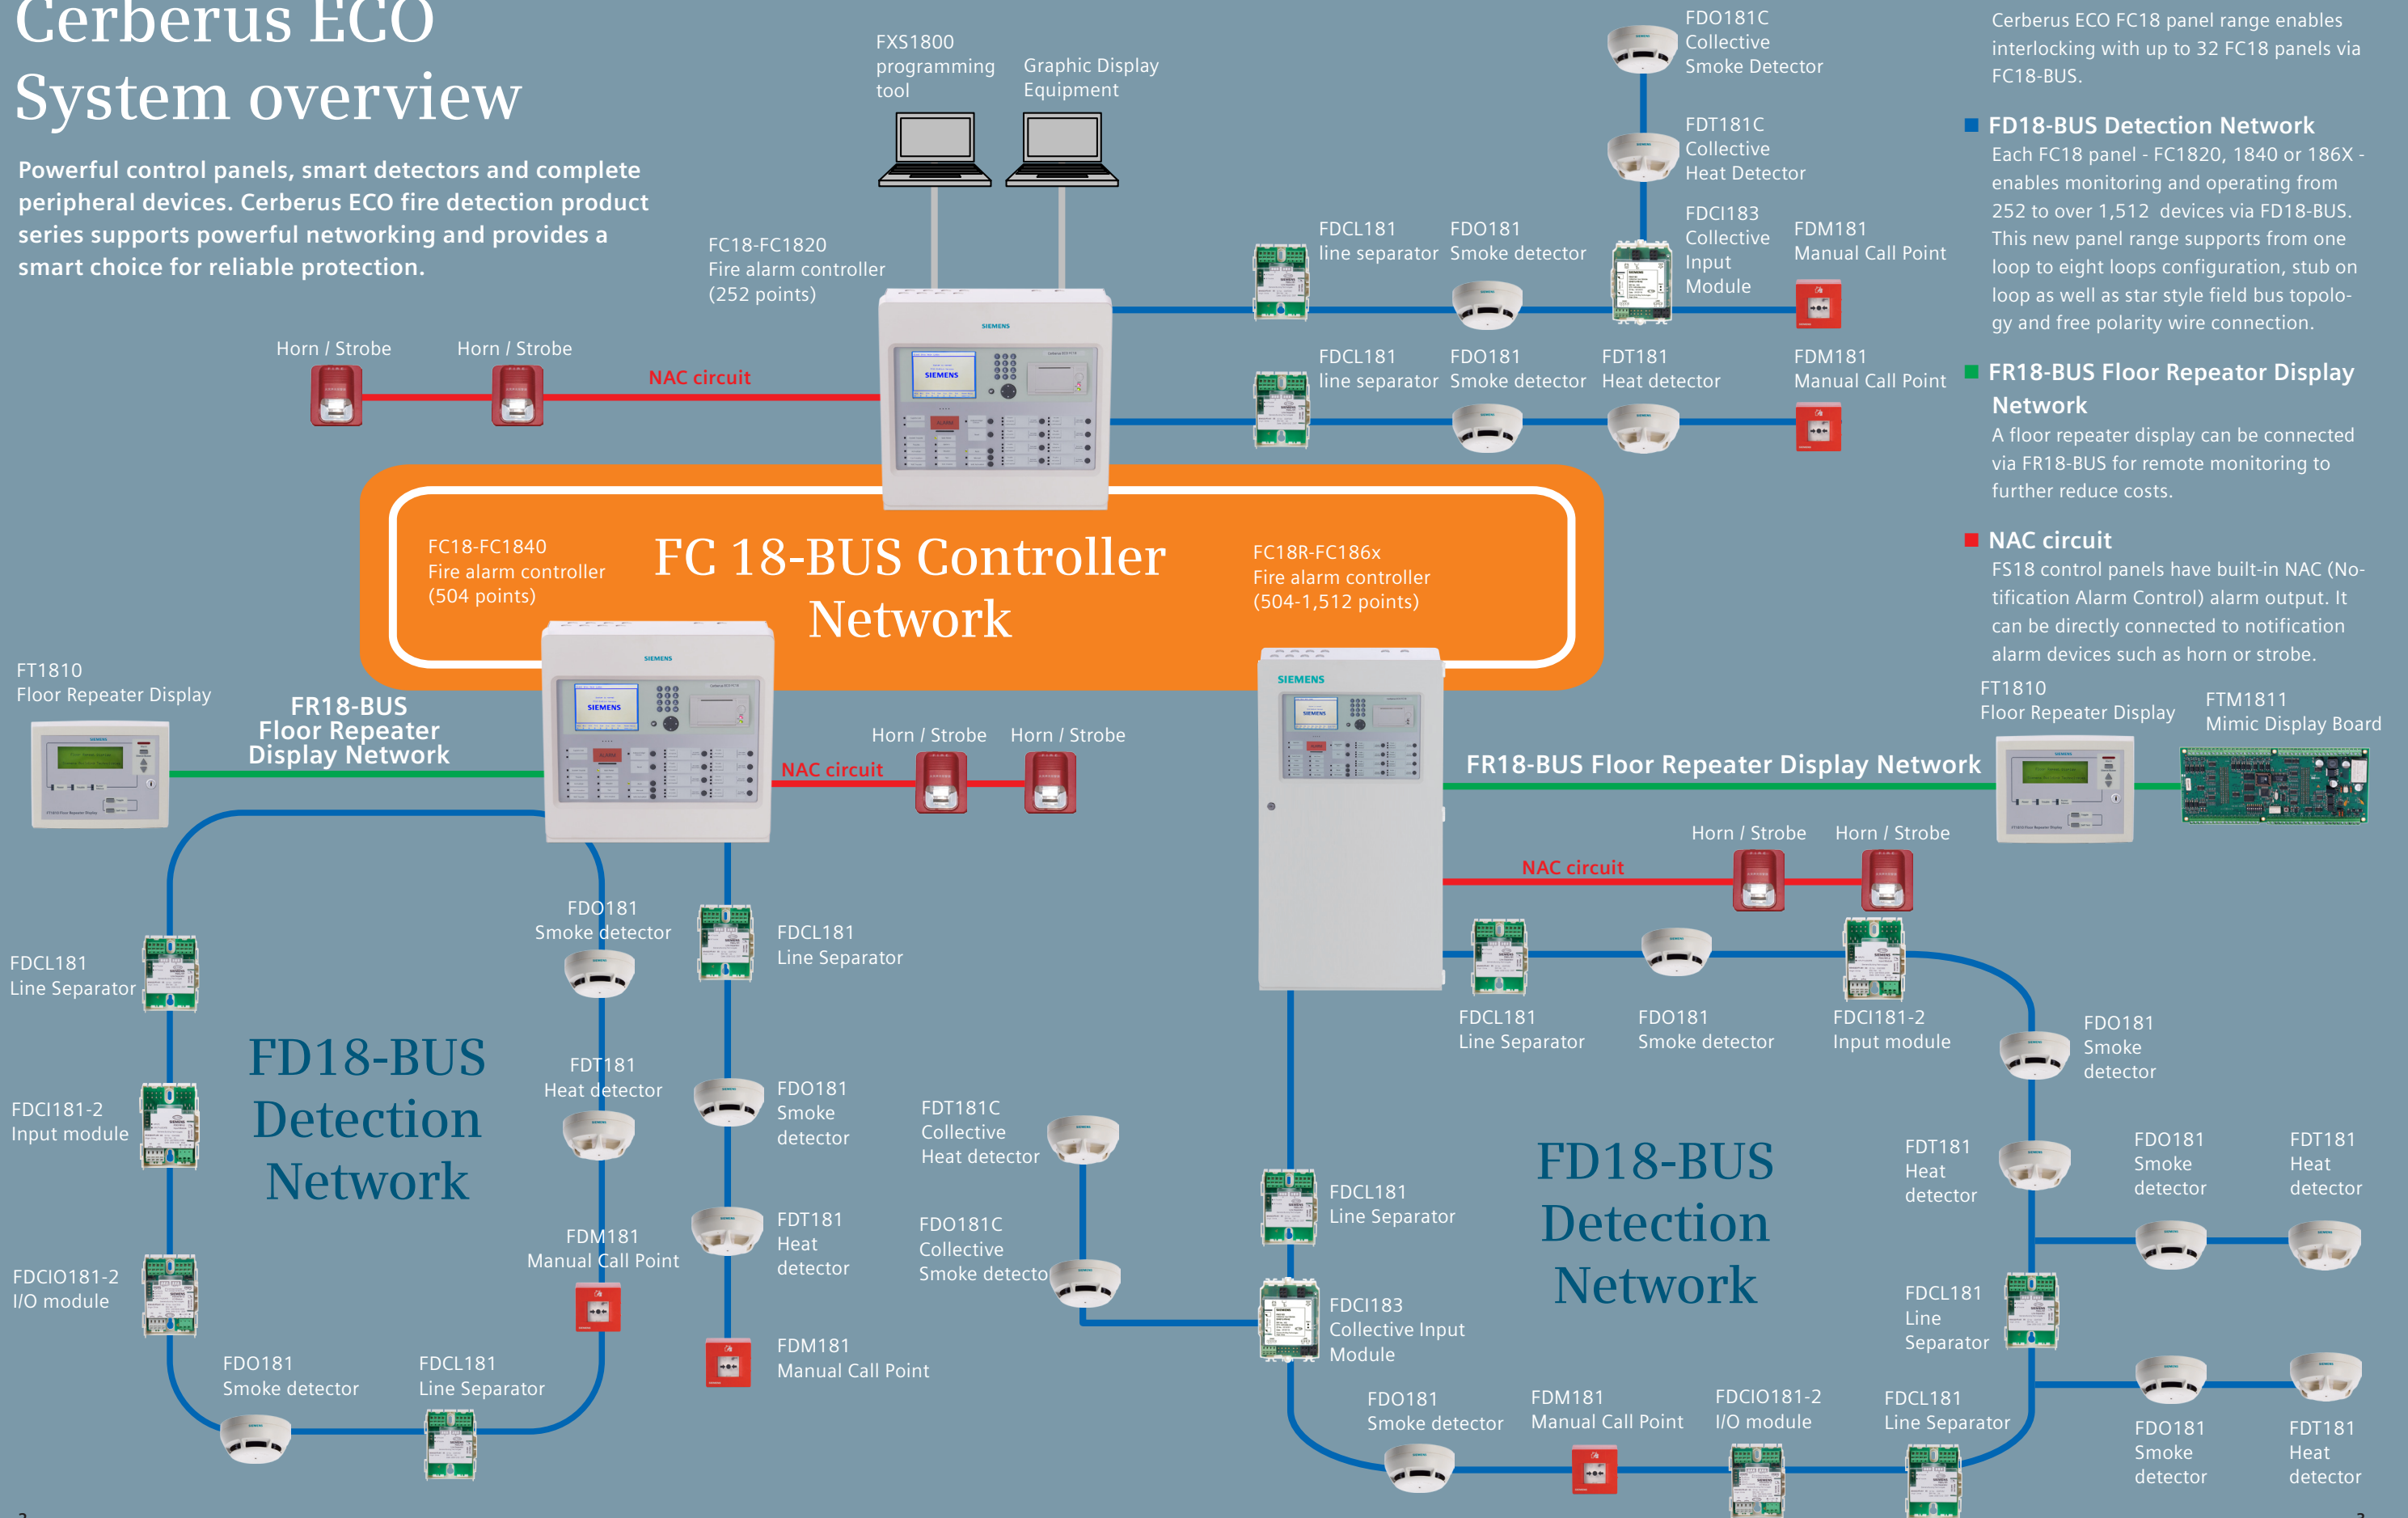 Cerberus ECO
System overview
Powerful control panels, smart detectors and complete
peripheral devices. Cerberus ECO fire detection product
series supports powerful networking and provides a
smart choice for reliable protection.
FXS1800
programming
tool
Graphic Display
Equipment
FC18-FC1820
Fire alarm controller
(252 points)
SIEMENS
SIEMENS
Horn / Strobe
Horn / Strobe
NAC circuit
FDO181C
Collective
Smoke Detector
FDT181C
Collective
Heat Detector
FDCI183
Collective
Input
Module
FDCL181
line separator
FDO181
Smoke detector
FDM181
Manual Call Point
FDCL181
line separator
FDO181
Smoke detector
FDT181
Heat detector
FDM181
Manual Call Point
Cerberus ECO FC18 panel range enables
interlocking with up to 32 FC18 panels via
FC18-BUS.
FD18-BUS Detection Network
Each FC18 panel - FC1820, 1840 or 186X -
enables monitoring and operating from
252 to over 1,512 devices via FD18-BUS.
This new panel range supports from one
loop to eight loops configuration, stub on
loop as well as star style field bus topolo-
gy and free polarity wire connection.
FR18-BUS Floor Repeater Display
Network
A floor repeater display can be connected
via FR18-BUS for remote monitoring to
further reduce costs.
NAC circuit
FS18 control panels have built-in NAC (No-
tification Alarm Control) alarm output. It
can be directly connected to notification
alarm devices such as horn or strobe.
FC18-FC1840
Fire alarm controller
(504 points)
FC 18-BUS Controller
Network
FC18R-FC186x
Fire alarm controller
(504-1,512 points)
SIEMENS
SIEMENS
SIEMENS
SIEMENS
FT1810
Floor Repeater Display
FR18-BUS
Floor Repeater
Display Network
NAC circuit
Horn / Strobe
Horn / Strobe
FR18-BUS Floor Repeater Display Network
FT1810
Floor Repeater Display
FTM1811
Mimic Display Board
NAC circuit
Horn / Strobe
Horn / Strobe
FDCL181
Line Separator
FDCI181-2
Input module
FDCIO181-2
I/O module
FD18-BUS
Detection
Network
FDO181
Smoke detector
FDT181
Heat detector
FDM181
Manual Call Point
FDO181
Smoke detector
FDCL181
Line Separator
FDCL181
Line Separator
FDO181
Smoke
detector
FDT181
Heat
detector
FDM181
Manual Call Point
FDT181C
Collective
Heat detector
FDO181C
Collective
Smoke detecto
FDCL181
Line Separator
FDCI183
Collective Input
Module
FD18-BUS
Detection
Network
FDCL181
Line Separator
FDO181
Smoke detector
FDCI181-2
Input module
FDO181
Smoke
detector
FDT181
Heat
detector
FDO181
Smoke
detector
FDT181
Heat
detector
FDCL181
Line
Separator
FDO181
Smoke detector
FDM181
Manual Call Point
FDCIO181-2
I/O module
FDCL181
Line Separator
FDO181
Smoke
detector
FDT181
Heat
detector